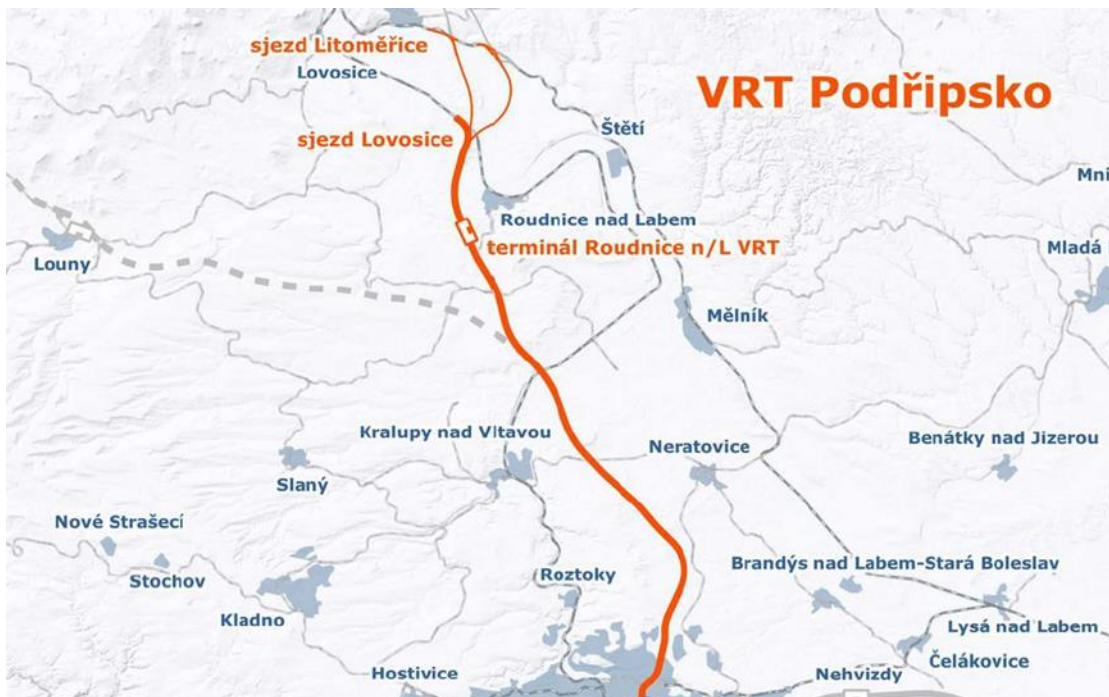 sjezd Litoměřice
Lovosice
VRT Podřipsko
sjezd Lovosice
Štětí
Mni
Roudnice nad Labem
terminál Roudnice n/L VRT
Mladá
Louny
Mělník
Kralupy nad Vltavou
Neratovice
Benátky nad Jizerou
Slaný
Nové Strašecí
Stochov
Roztoky
Brandýs nad Labem-Stará Boleslav
Kladno
Lysá nad Labem
Čelákovice
Hostivice
Nehvizdy